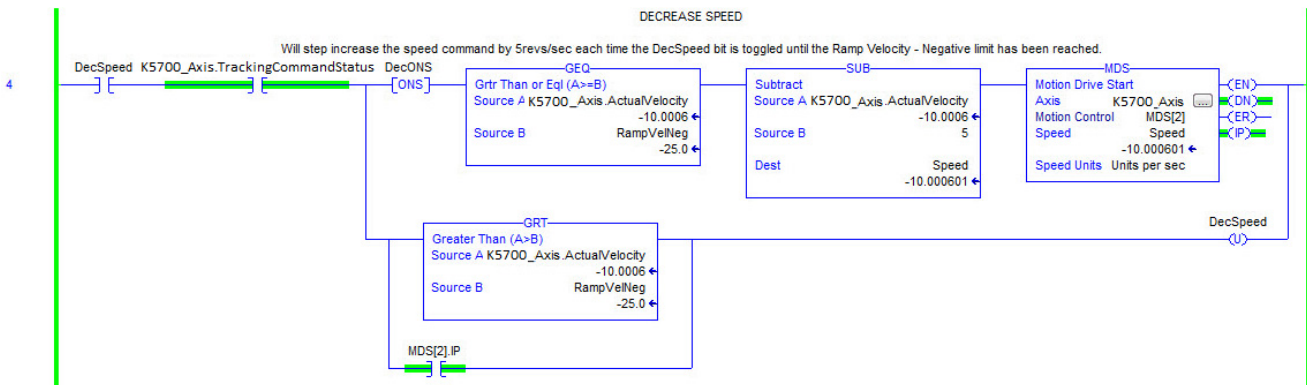 DECREASE SPEED
Will step increase the speed command by 5revs/sec each time the DecSpeed bit is toggled until the Ramp Velocity - Negative limit has been reached.
4
DecSpeed K5700_Axis.TrackingCommandStatus DecONS
ONS
GEQ
Grtr Than or Eql (A>=B)
Source A K5700_Axis.ActualVelocity
-10.0006
Source B RampVelNeg
-25.0
SUB
Subtract
Source A K5700_Axis.ActualVelocity
-10.0006
Source B 5
Dest Speed
-10.000601
MDS
Motion Drive Start
Axis K5700_Axis ...
Motion Control MDS[2]
Speed Speed
-10.000601
Speed Units Units per sec
EN
DN
ER
IP
GRT
Greater Than (A>B)
Source A K5700_Axis.ActualVelocity
-10.0006
Source B RampVelNeg
-25.0
DecSpeed
U
MDS[2].IP